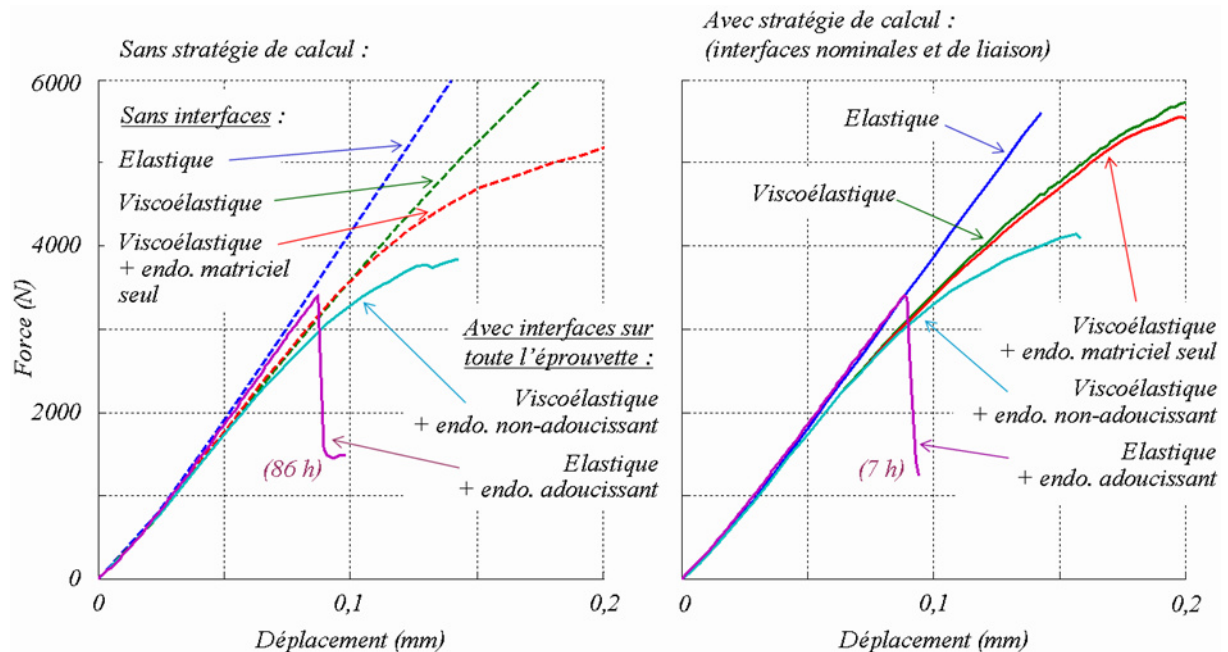 Sans stratégie de calcul :
6000
4000
2000
0
Force (N)
Sans interfaces :
Elastique
Viscoélastique
Viscoélastique
+ endo. matriciel
seul
Avec interfaces sur
toute l'éprouvette :
Viscoélastique
+ endo. non-adoucissant
(86 h)
Elastique
+ endo. adoucissant
0
0,1
0,2
Déplacement (mm)
Avec stratégie de calcul :
(interfaces nominales et de liaison)
Elastique
Viscoélastique
Viscoélastique
+ endo. matriciel seul
Viscoélastique
+ endo. non-adoucissant
(7 h)
Elastique
+ endo. adoucissant
0
0,1
0,2
Déplacement (mm)